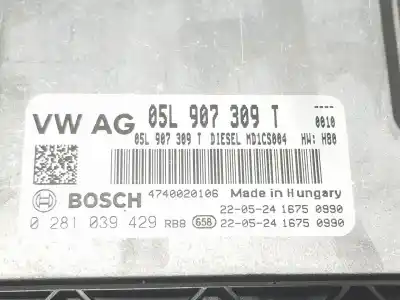 VW AG 05L 907 309 T ---- 0010
05L 907 309 T DIESEL MD1CS004 HW: H80
BOSCH 4740020106 Made in Hungary
0 281 039 429 RBB 658 22-05-24 1675 0990
22-05-24 1675 0990